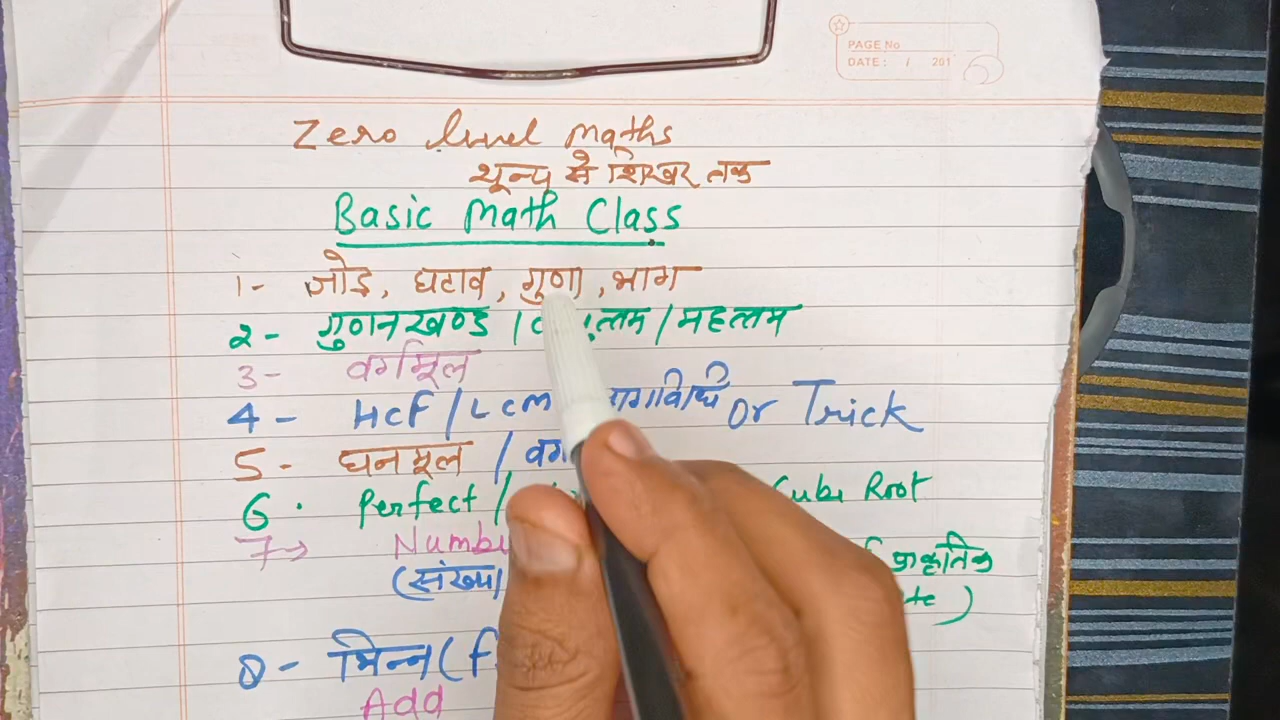 PAGE No
DATE: / 201
Zero level maths
शून्य से शिखर तक
Basic Math Class
1- जोड़, घटाव, गुणा, भाग
2- गुणनखण्ड / महत्तम
3- वर्गमूल
4- HCF / LCM भागविधि or Trick
5- घनमूल /
6. Perfect / Cube Root
7→ प्राकृतिक
(संख्या
8- भिन्न (
Add